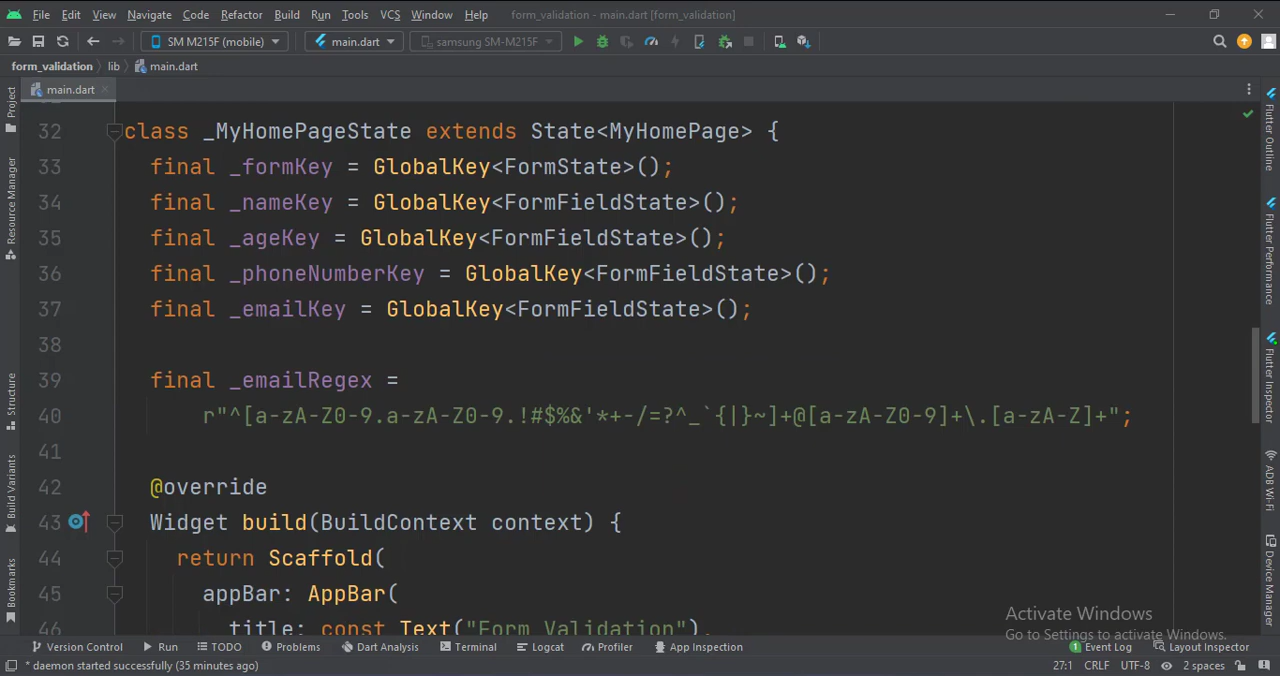 File Edit View Navigate Code Refactor Build Run Tools VCS Window Help form_validation - main.dart [form_validation]
SM M215F (mobile) main.dart samsung SM-M215F
form_validation lib main.dart
main.dart
32 class _MyHomePageState extends State<MyHomePage> {
33 final _formKey = GlobalKey<FormState>();
34 final _nameKey = GlobalKey<FormFieldState>();
35 final _ageKey = GlobalKey<FormFieldState>();
36 final _phoneNumberKey = GlobalKey<FormFieldState>();
37 final _emailKey = GlobalKey<FormFieldState>();
38
39 final _emailRegex =
40 r"^[a-zA-Z0-9.a-zA-Z0-9.!#$%&'*+-/=?^_`{|}~]+@[a-zA-Z0-9]+\.[a-zA-Z]+";
41
42 @override
43 Widget build(BuildContext context) {
44 return Scaffold(
45 appBar: AppBar(
46 title: const Text("Form Validation"),
Project
Resource Manager
Structure
Build Variants
Bookmarks
Flutter Outline
Flutter Performance
Flutter Inspector
ADB Wi-Fi
Device Manager
Activate Windows
Go to Settings to activate Windows.
Version Control Run TODO Problems Dart Analysis Terminal Logcat Profiler App Inspection 1 Event Log Layout Inspector
* daemon started successfully (35 minutes ago) 27:1 CRLF UTF-8 2 spaces